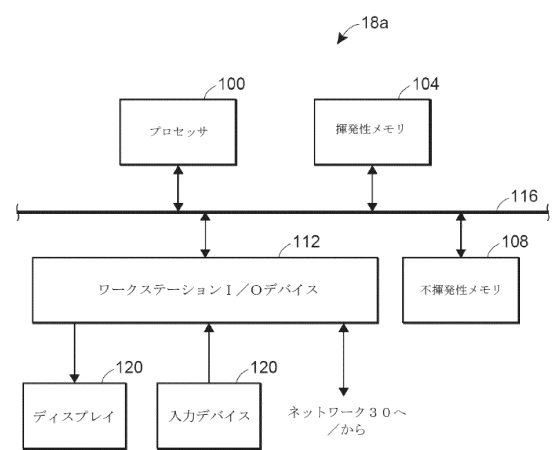 18a
100
104
プロセッサ
揮発性メモリ
116
112
108
ワークステーションI/Oデバイス
不揮発性メモリ
120
120
ディスプレイ
入力デバイス
ネットワーク30へ
/から